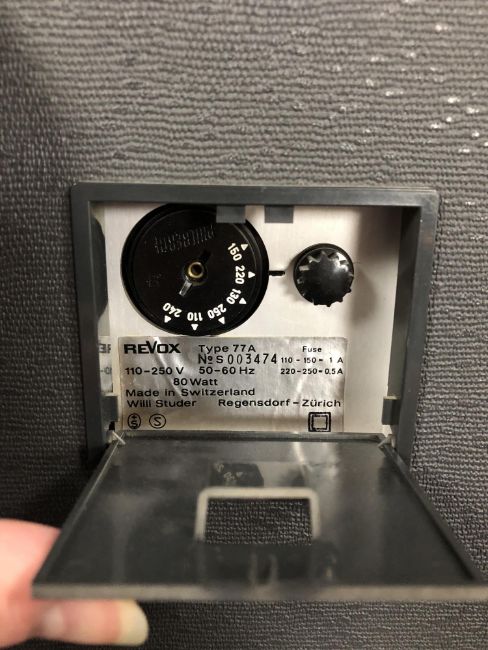 150
220
130
250
110
240
REVOX Type 77A Fuse
No S 003474 110-150-1 A
110-250 V 50-60 Hz 220-250-0,5A
80 Watt
Made in Switzerland
Willi Studer Regensdorf-Zürich
S